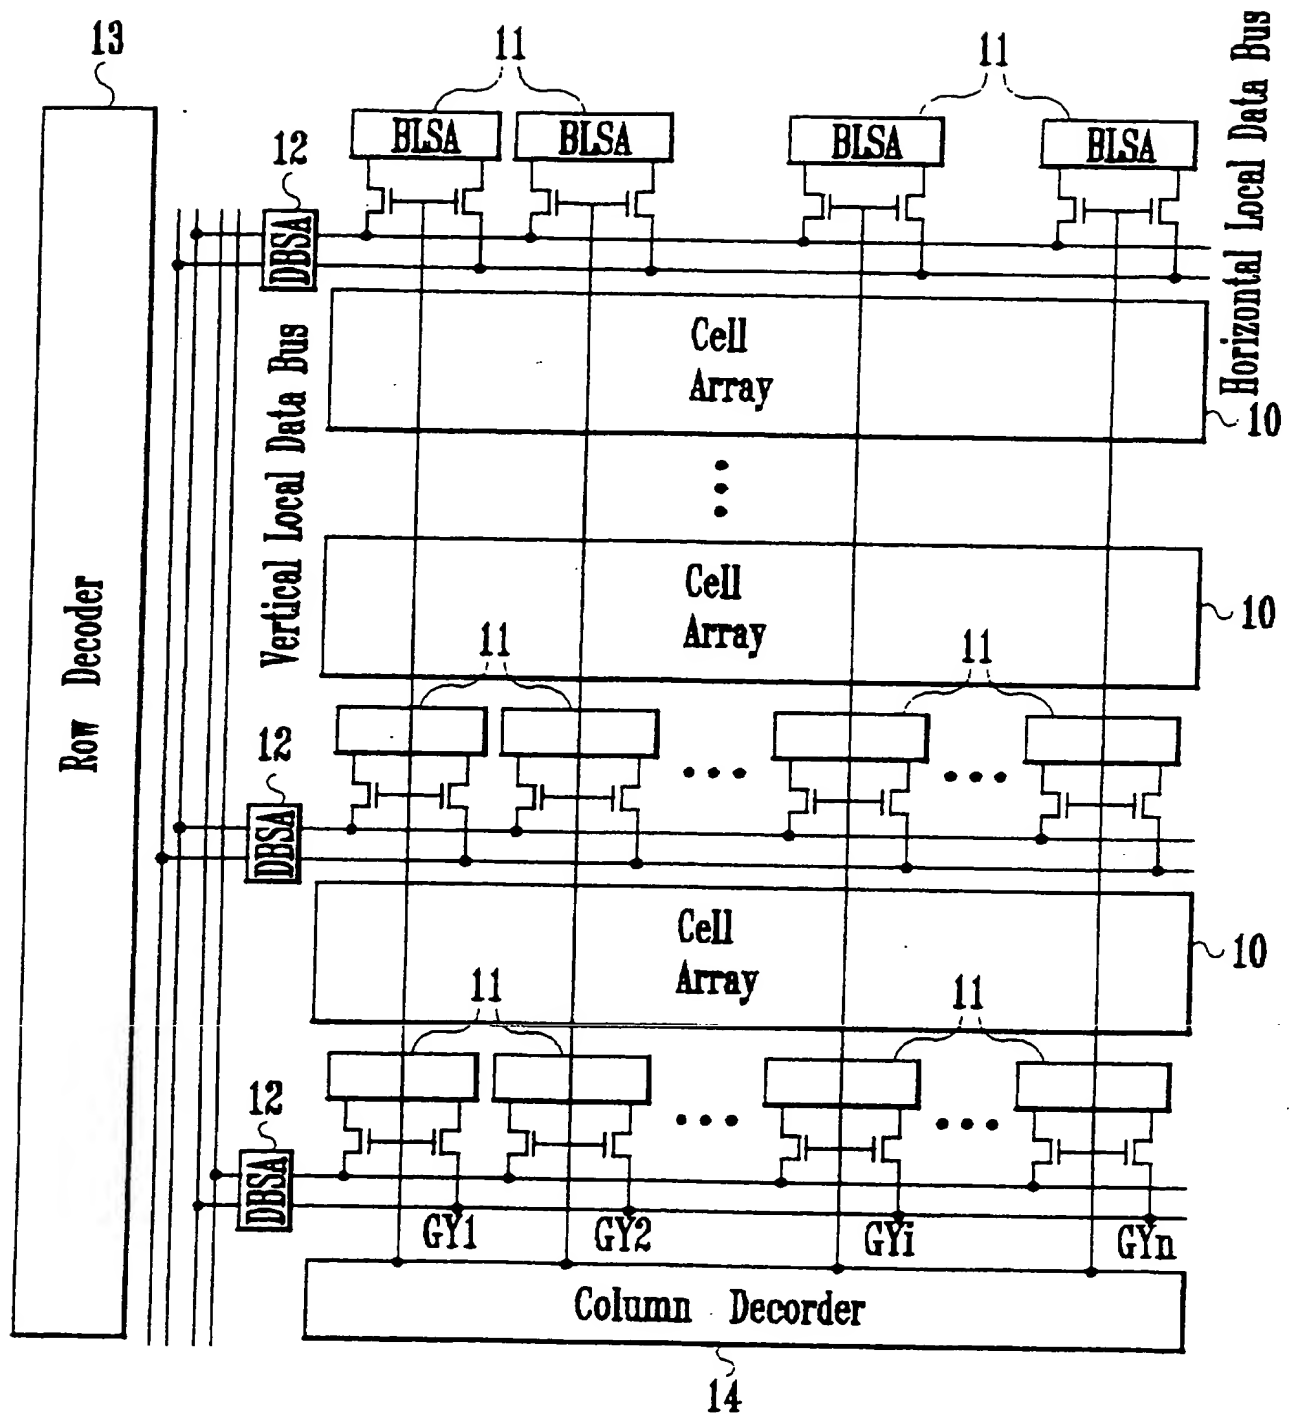 13
11
11
BLSA
BLSA
BLSA
BLSA
12
DBSA
Horizontal Local Data Bus
Cell
Array
10
Vertical Local Data Bus
Cell
Array
10
Row Decoder
11
11
12
DBSA
Cell
Array
10
11
11
12
DBSA
GY1
GY2
GYi
GYn
Column Decorder
14